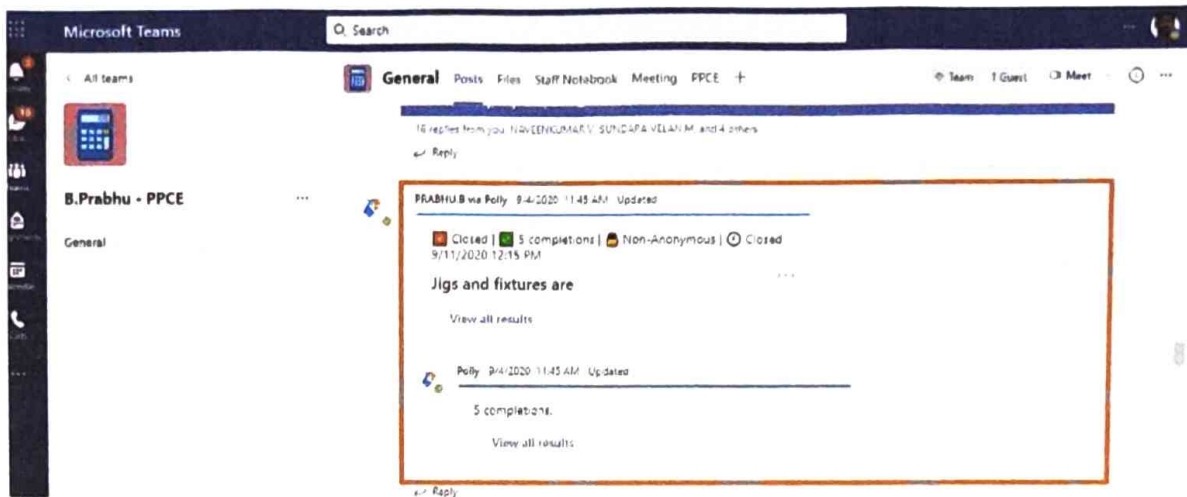 Microsoft Teams
Search
All teams
General Posts Files Staff Notebook Meeting PPCE +
Team 1 Guest Meet
16 replies from you, NAVEENKUMAR.V, SUNDARA VELAN.M, and 4 others
Reply
B.Prabhu - PPCE
General
PRABHU.B via Polly 9/4/2020 11:45 AM Updated
Closed | 5 completions | Non-Anonymous | Closed
9/11/2020 12:15 PM
Jigs and fixtures are
View all results
Polly 9/4/2020 11:45 AM Updated
5 completions.
View all results
Reply